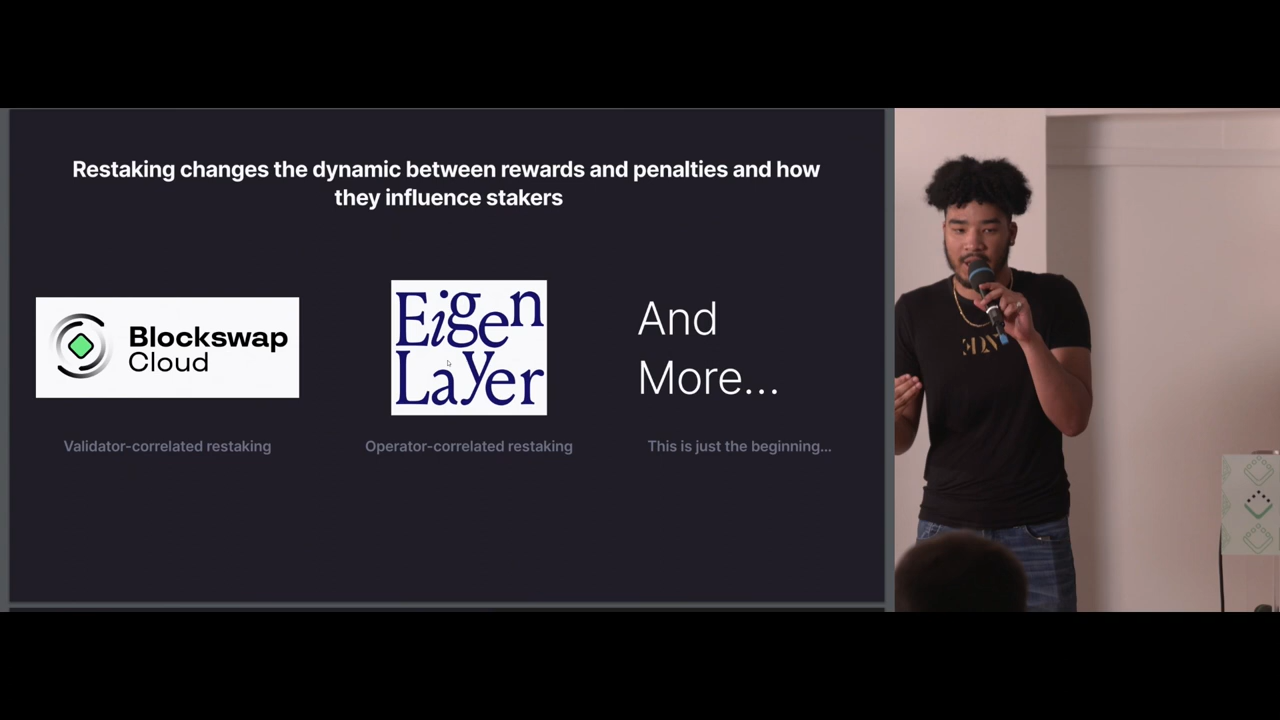 Restaking changes the dynamic between rewards and penalties and how
they influence stakers
Blockswap
Cloud
Eigen
Layer
And
More...
Validator-correlated restaking
Operator-correlated restaking
This is just the beginning...